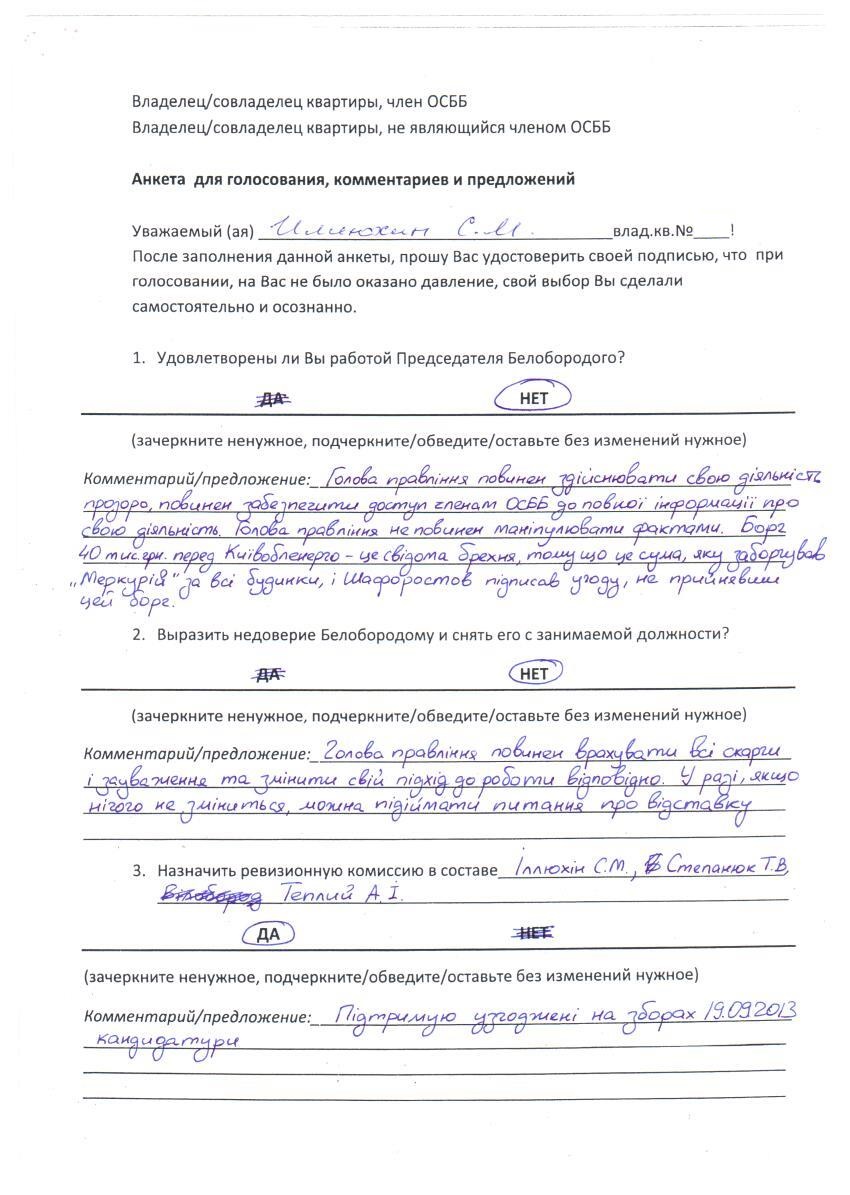 Владелец/совладелец квартиры, член ОСББ
Владелец/совладелец квартиры, не являющийся членом ОСББ
Анкета для голосования, комментариев и предложений
Уважаемый (ая) Илинюхин С.М. влад.кв.№____!
После заполнения данной анкеты, прошу Вас удостоверить своей подписью, что при
голосовании, на Вас не было оказано давление, свой выбор Вы сделали
самостоятельно и осознанно.
1. Удовлетворены ли Вы работой Председателя Белобородого?
ДА НЕТ
(зачеркните ненужное, подчеркните/обведите/оставьте без изменений нужное)
Комментарий/предложение: Голова правління повинен здійснювати свою діяльність
прозоро, повинен забезпечити доступ членам ОСББ до повної інформації про
свою діяльність. Голова правління не повинен маніпулювати фактами. Борг
40 тис.грн. перед Київобленерго - це свідома брехня, тому що це сума, яку заборгував
„Меркурій" за всі будинки, і Шафоростов підписав угоду, не прийнявши
цей борг.
2. Выразить недоверие Белобородому и снять его с занимаемой должности?
ДА НЕТ
(зачеркните ненужное, подчеркните/обведите/оставьте без изменений нужное)
Комментарий/предложение: Голова правління повинен врахувати всі скарги
і зауваження та змінити свій підхід до роботи відповідно. У разі, якщо
нічого не зміниться, можна підіймати питання про відставку
3. Назначить ревизионную комиссию в составе Іллюхін С.М., Степанюк Т.В,
Теплий А.І.
ДА НЕТ
(зачеркните ненужное, подчеркните/обведите/оставьте без изменений нужное)
Комментарий/предложение: Підтримую узгоджені на зборах 19.09.2013
кандидатури